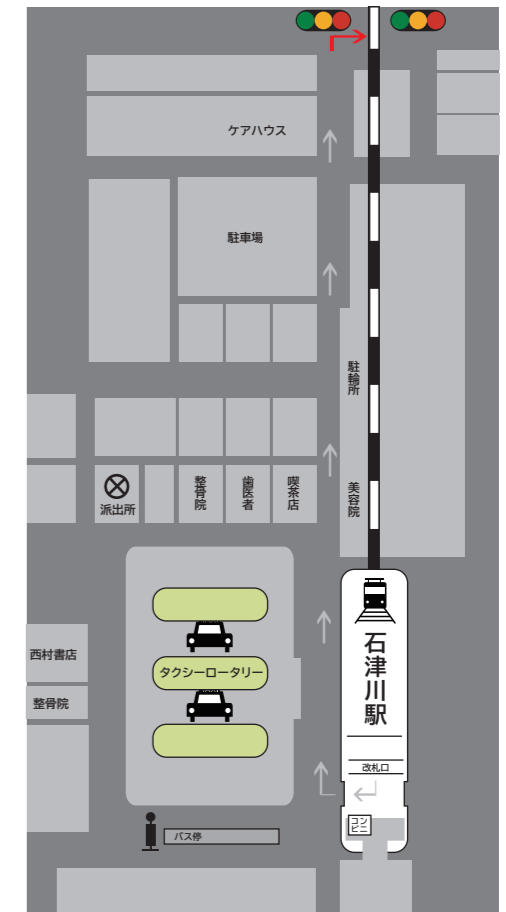 ケアハウス
駐車場
駐輪所
派出所
整骨院
歯医者
喫茶店
美容院
西村書店
整骨院
タクシーロータリー
石津川駅
改札口
コンビニ
バス停